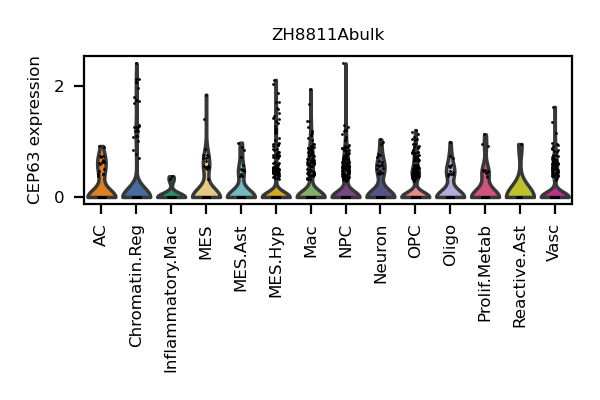 ZH8811Abulk
CEP63 expression
2
0
AC
Chromatin.Reg
Inflammatory.Mac
MES
MES.Ast
MES.Hyp
Mac
NPC
Neuron
OPC
Oligo
Prolif.Metab
Reactive.Ast
Vasc